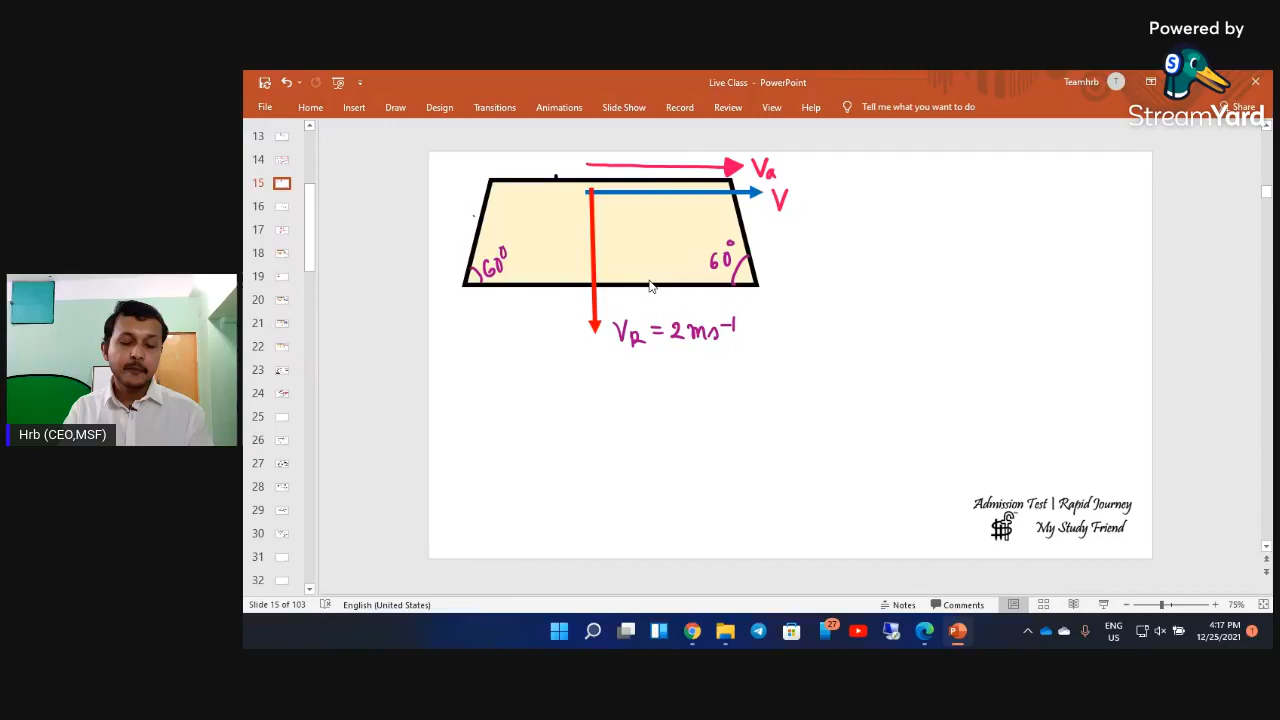 Powered by
StreamYard
Live Class - PowerPoint
Teamhrb
T
File
Home
Insert
Draw
Design
Transitions
Animations
Slide Show
Record
Review
View
Help
Tell me what you want to do
Share
13
14
15
16
17
18
19
20
21
22
23
24
25
26
27
28
29
30
31
32
Va
V
60°
60°
VR = 2ms⁻¹
Admission Test | Rapid Journey
My Study Friend
Hrb (CEO,MSF)
Slide 15 of 103
English (United States)
Notes
Comments
75%
27
ENG
US
4:17 PM
12/25/2021
1